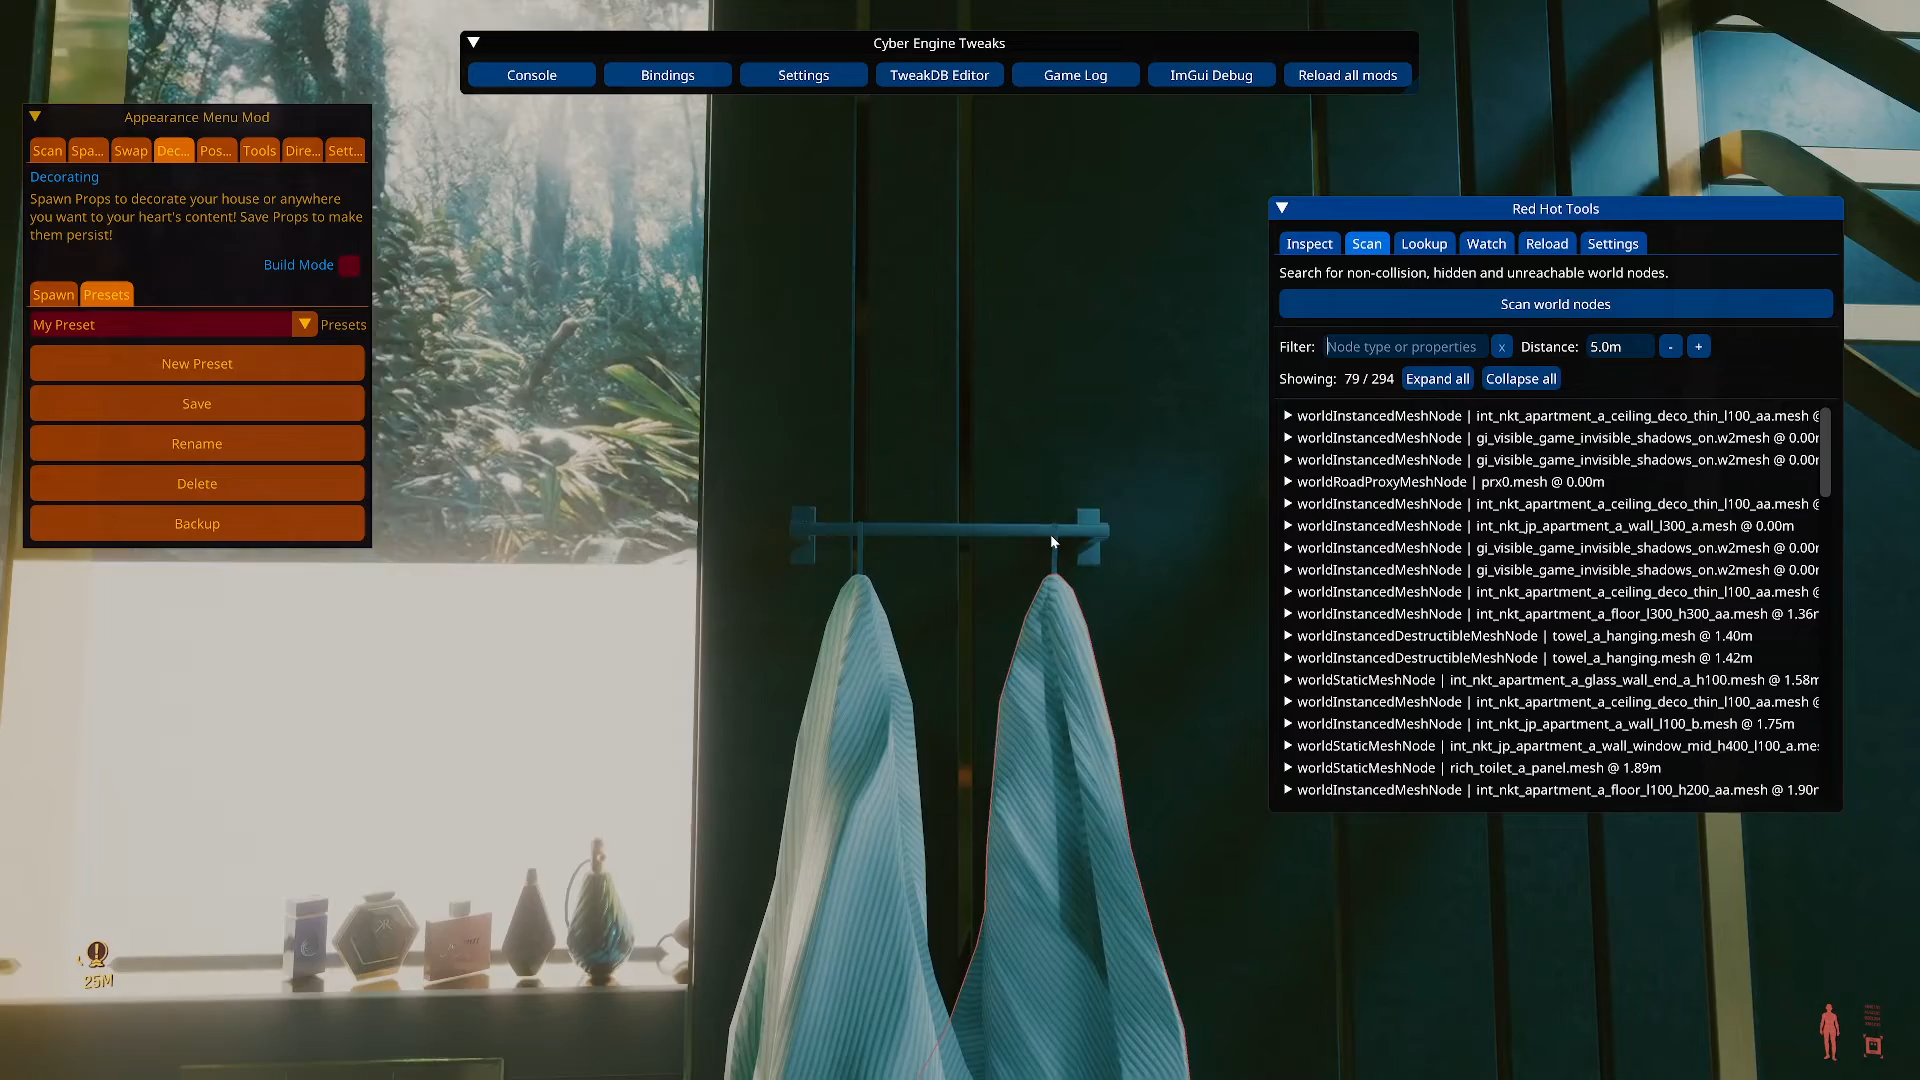 Cyber Engine Tweaks
Console Bindings Settings TweakDB Editor Game Log ImGui Debug Reload all mods
Appearance Menu Mod
Scan Spa... Swap Dec... Pos... Tools Dire... Sett...
Decorating
Spawn Props to decorate your house or anywhere
you want to your heart's content! Save Props to make
them persist!
Build Mode
Spawn Presets
My Preset Presets
New Preset
Save
Rename
Delete
Backup
Red Hot Tools
Inspect Scan Lookup Watch Reload Settings
Search for non-collision, hidden and unreachable world nodes.
Scan world nodes
Filter: Node type or properties x Distance: 5.0m - +
Showing: 79 / 294 Expand all Collapse all
worldInstancedMeshNode | int_nkt_apartment_a_ceiling_deco_thin_l100_aa.mesh @
worldInstancedMeshNode | gi_visible_game_invisible_shadows_on.w2mesh @ 0.00m
worldInstancedMeshNode | gi_visible_game_invisible_shadows_on.w2mesh @ 0.00m
worldRoadProxyMeshNode | prx0.mesh @ 0.00m
worldInstancedMeshNode | int_nkt_apartment_a_ceiling_deco_thin_l100_aa.mesh @
worldInstancedMeshNode | int_nkt_jp_apartment_a_wall_l300_a.mesh @ 0.00m
worldInstancedMeshNode | gi_visible_game_invisible_shadows_on.w2mesh @ 0.00m
worldInstancedMeshNode | gi_visible_game_invisible_shadows_on.w2mesh @ 0.00m
worldInstancedMeshNode | int_nkt_apartment_a_ceiling_deco_thin_l100_aa.mesh @
worldInstancedMeshNode | int_nkt_apartment_a_floor_l300_h300_aa.mesh @ 1.36m
worldInstancedDestructibleMeshNode | towel_a_hanging.mesh @ 1.40m
worldInstancedDestructibleMeshNode | towel_a_hanging.mesh @ 1.42m
worldStaticMeshNode | int_nkt_apartment_a_glass_wall_end_a_h100.mesh @ 1.58m
worldInstancedMeshNode | int_nkt_apartment_a_ceiling_deco_thin_l100_aa.mesh @
worldInstancedMeshNode | int_nkt_jp_apartment_a_wall_l100_b.mesh @ 1.75m
worldStaticMeshNode | int_nkt_jp_apartment_a_wall_window_mid_h400_l100_a.mes
worldStaticMeshNode | rich_toilet_a_panel.mesh @ 1.89m
worldInstancedMeshNode | int_nkt_apartment_a_floor_l100_h200_aa.mesh @ 1.90m
25M